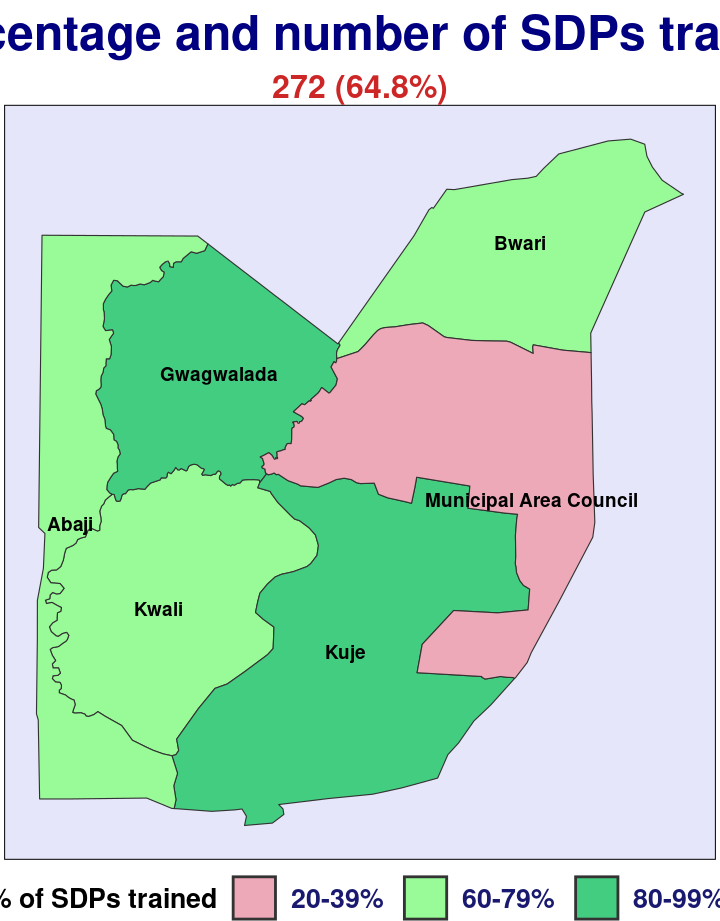 centage and number of SDPs tra
272 (64.8%)
Bwari
Gwagwalada
Municipal Area Council
Abaji
Kwali
Kuje
% of SDPs trained 20-39% 60-79% 80-99%